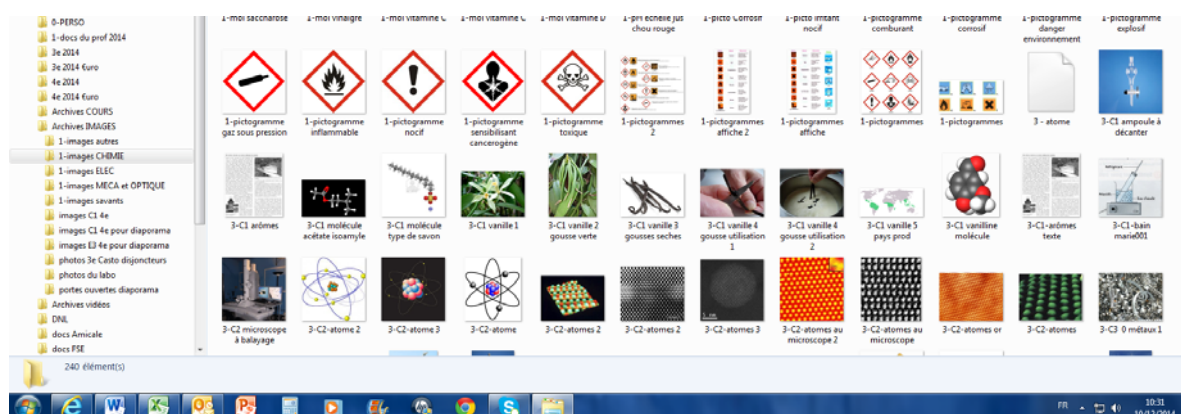 0-PERSO
1-docs du prof 2014
3e 2014
3e 2014 €uro
4e 2014
4e 2014 €uro
Archives COURS
Archives IMAGES
1-images autres
1-images CHIMIE
1-images ELEC
1-images MECA et OPTIQUE
1-images savants
images C1 4e
images C1 4e pour diaporama
images E3 4e pour diaporama
photos 3e Casto disjoncteurs
photos du labo
portes ouvertes diaporama
Archives vidéos
DNL
docs Amicale
docs FSE
1-mol saccharose
1-mol vinaigre
1-mol vitamine C
1-mol vitamine C
1-mol vitamine D
1-pH echelle jus
chou rouge
1-picto Corrosif
1-picto irritant
nocif
1-pictogramme
comburant
1-pictogramme
corrosif
1-pictogramme
danger
environnement
1-pictogramme
explosif
1-pictogramme
gaz sous pression
1-pictogramme
inflammable
1-pictogramme
nocif
1-pictogramme
sensibilisant
cancerogène
1-pictogramme
toxique
1-pictogrammes
2
1-pictogrammes
affiche 2
1-pictogrammes
affiche
1-pictogrammes
1-pictogrammes
3 - atome
3-C1 ampoule à
décanter
3-C1 arômes
3-C1 molécule
acétate isoamyle
3-C1 molécule
type de savon
3-C1 vanille 1
3-C1 vanille 2
gousse verte
3-C1 vanille 3
gousses seches
3-C1 vanille 4
gousse utilisation
1
3-C1 vanille 4
gousse utilisation
2
3-C1 vanille 5
pays prod
3-C1 vanilline
molécule
3-C1-arômes
texte
3-C1-bain
marie001
3-C2 microscope
à balayage
3-C2-atome 2
3-C2-atome 3
3-C2-atome
3-C2-atomes 2
3-C2-atomes 2
3-C2-atomes 3
3-C2-atomes au
microscope 2
3-C2-atomes au
microscope
3-C2-atomes or
3-C2-atomes
3-C3 0 métaux 1
240 élément(s)
FR
10:31
10/12/2014